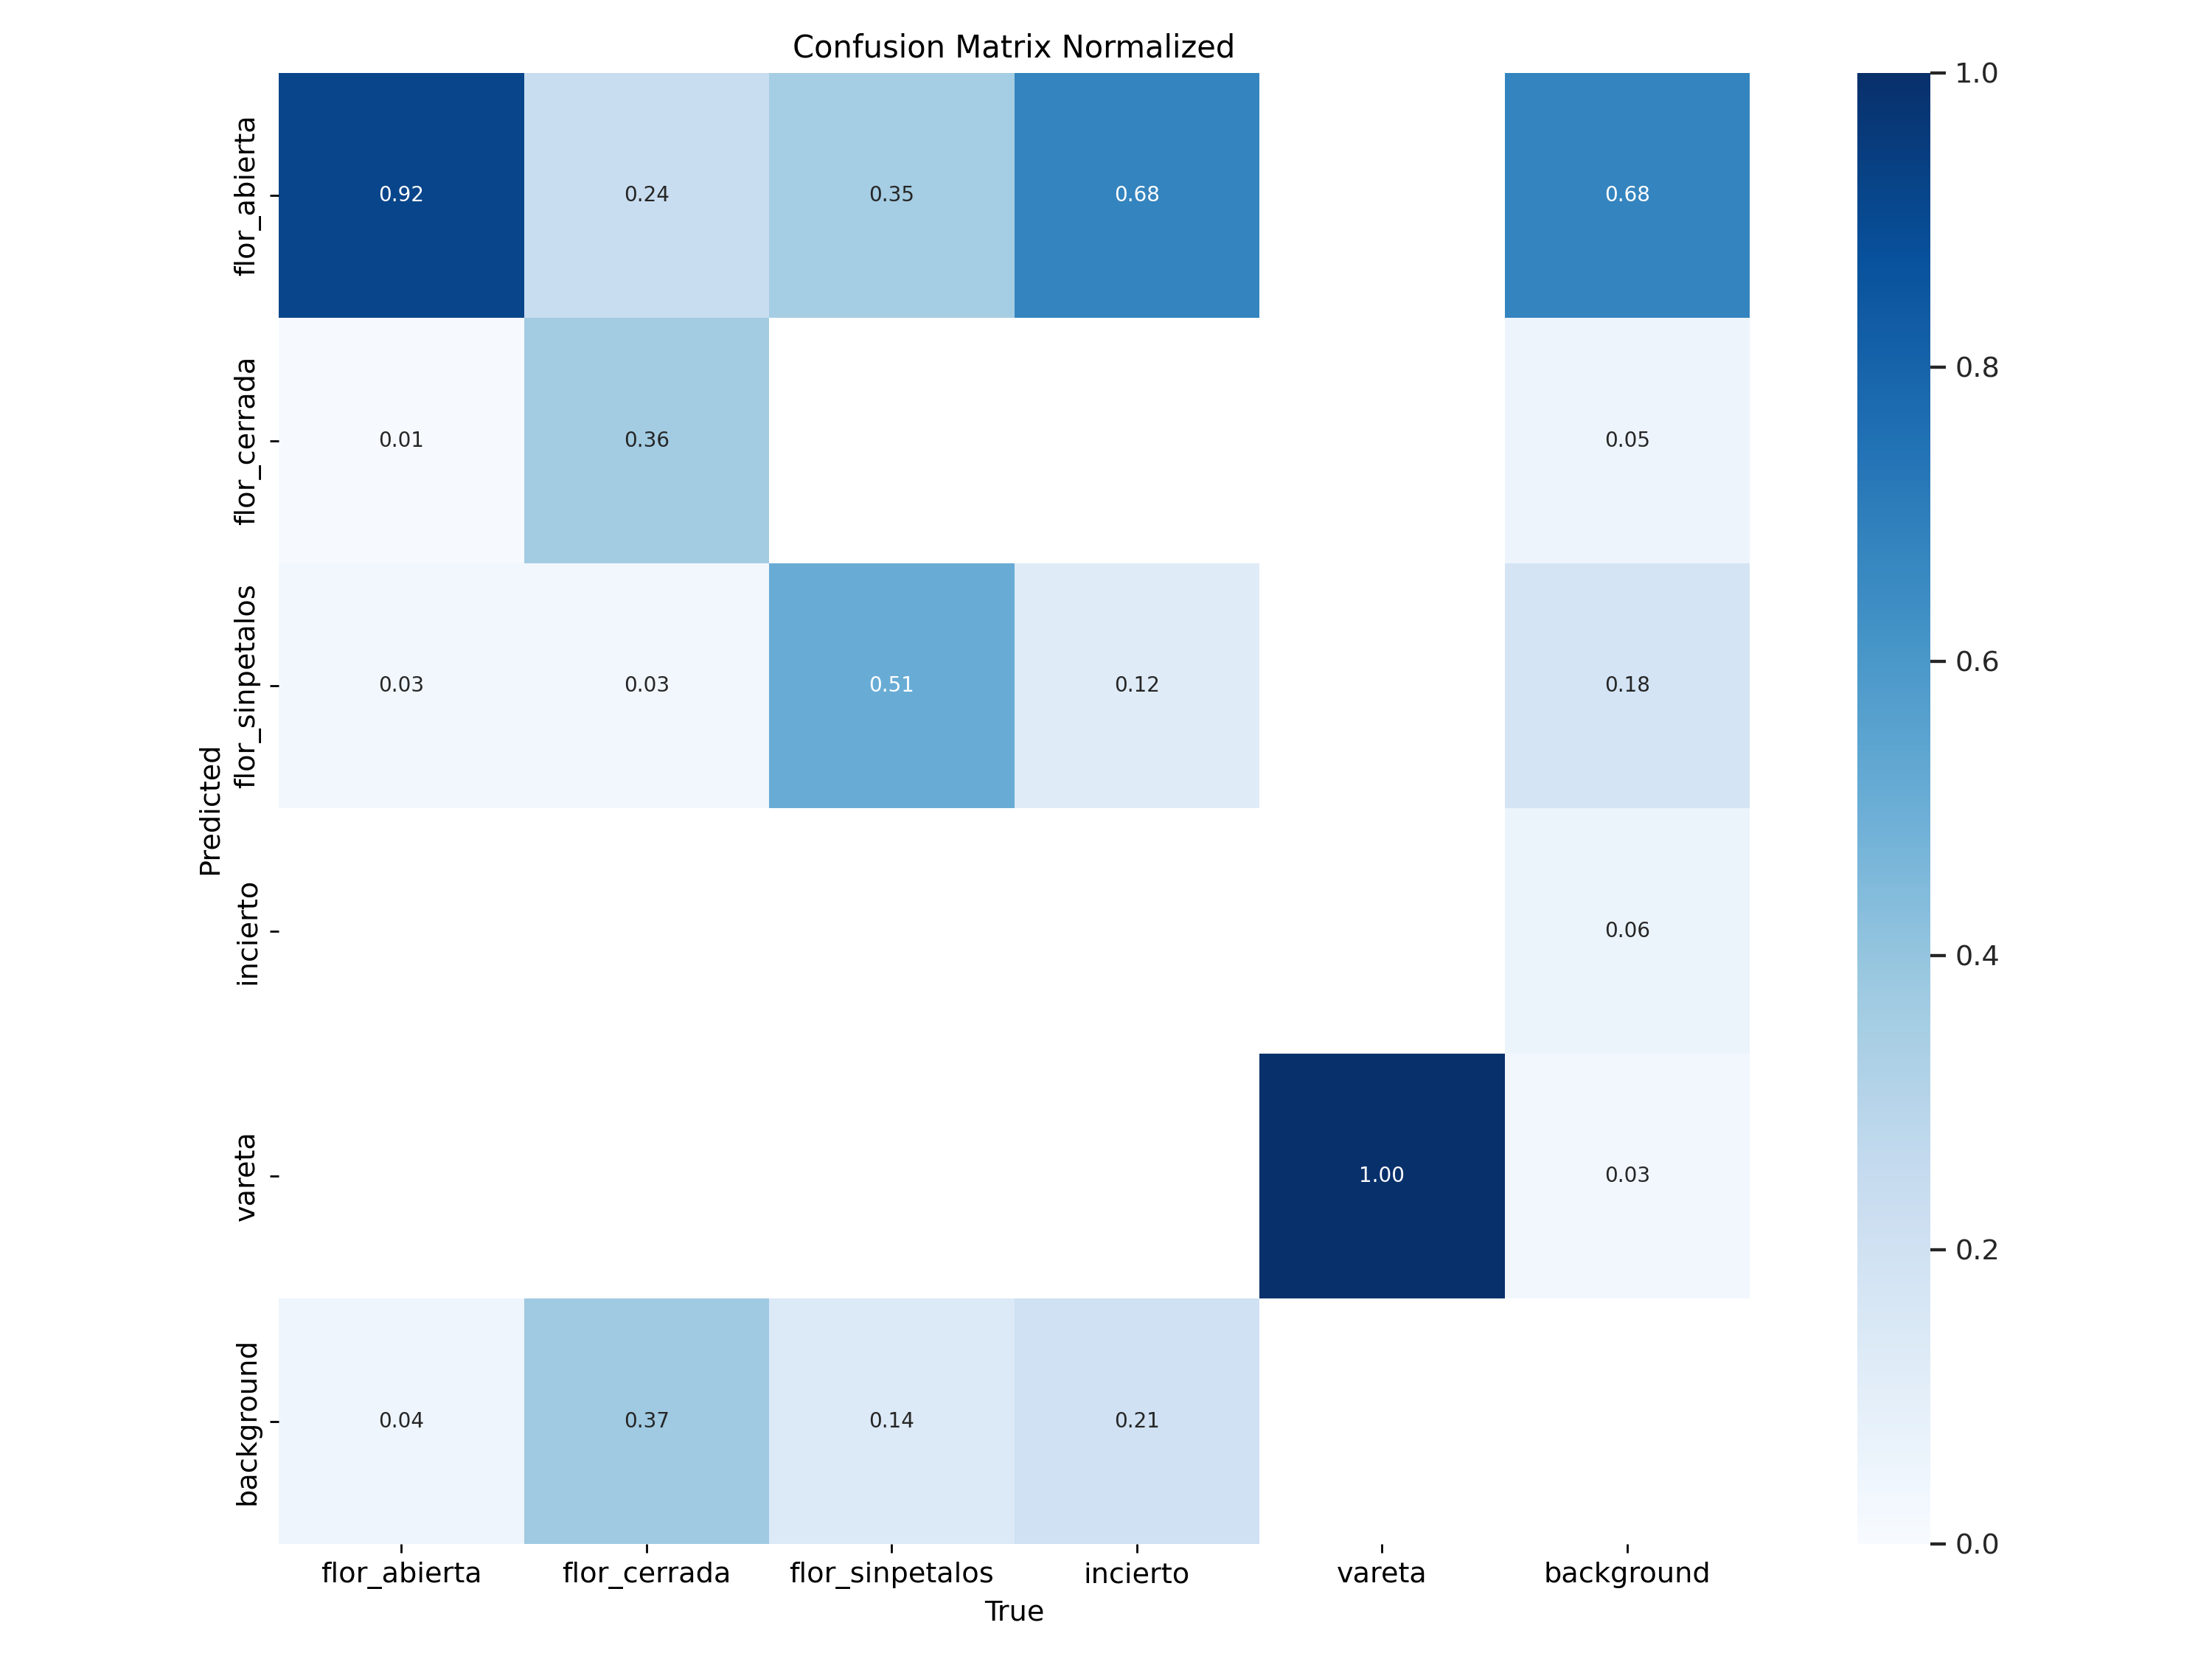 Confusion Matrix Normalized
flor_abierta 0.92 0.24 0.35 0.68 0.68
flor_cerrada 0.01 0.36 0.05
flor_sinpetalos 0.03 0.03 0.51 0.12 0.18
incierto 0.06
vareta 1.00 0.03
background 0.04 0.37 0.14 0.21
flor_abierta flor_cerrada flor_sinpetalos incierto vareta background
True
Predicted
1.0
0.8
0.6
0.4
0.2
0.0